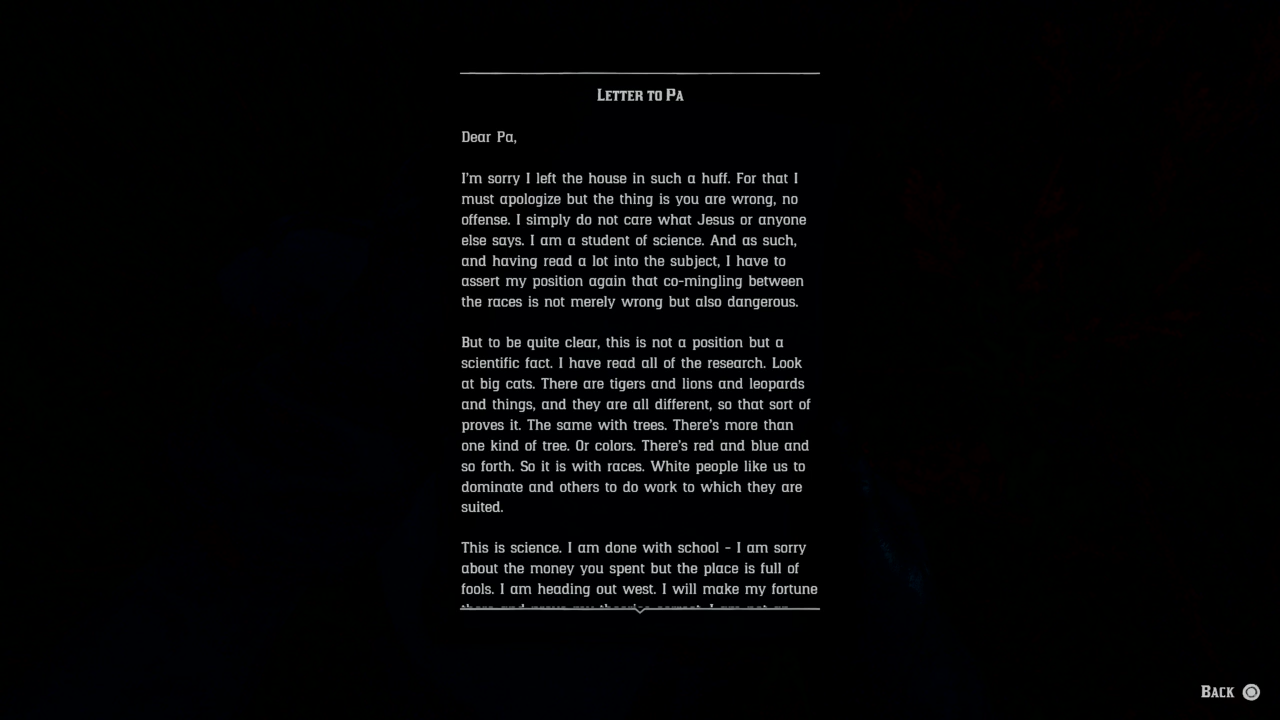 Letter to Pa
Dear Pa,
I'm sorry I left the house in such a huff. For that I
must apologize but the thing is you are wrong, no
offense. I simply do not care what Jesus or anyone
else says. I am a student of science. And as such,
and having read a lot into the subject, I have to
assert my position again that co-mingling between
the races is not merely wrong but also dangerous.
But to be quite clear, this is not a position but a
scientific fact. I have read all of the research. Look
at big cats. There are tigers and lions and leopards
and things, and they are all different, so that sort of
proves it. The same with trees. There's more than
one kind of tree. Or colors. There's red and blue and
so forth. So it is with races. White people like us to
dominate and others to do work to which they are
suited.
This is science. I am done with school - I am sorry
about the money you spent but the place is full of
fools. I am heading out west. I will make my fortune
Back